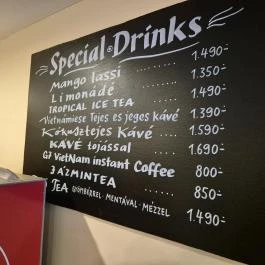 Special Drinks
Mango lassi ....... 1.490:-
Limonádé ....... 1.350:-
TROPICAL ICE TEA ..... 1.490:-
Vietnámiese Tejes es jeges kávé 1.390:-
Kókusztejes Kávé .... 1.590:-
KÁVÉ tojással ...... 1.690:-
G7 VietNam instant Coffee 800:-
JÁZMINTEA ...... 850:-
TEA GYÖMBÉRREL · MENTÁVAL · MÉZZEL 1.490:-